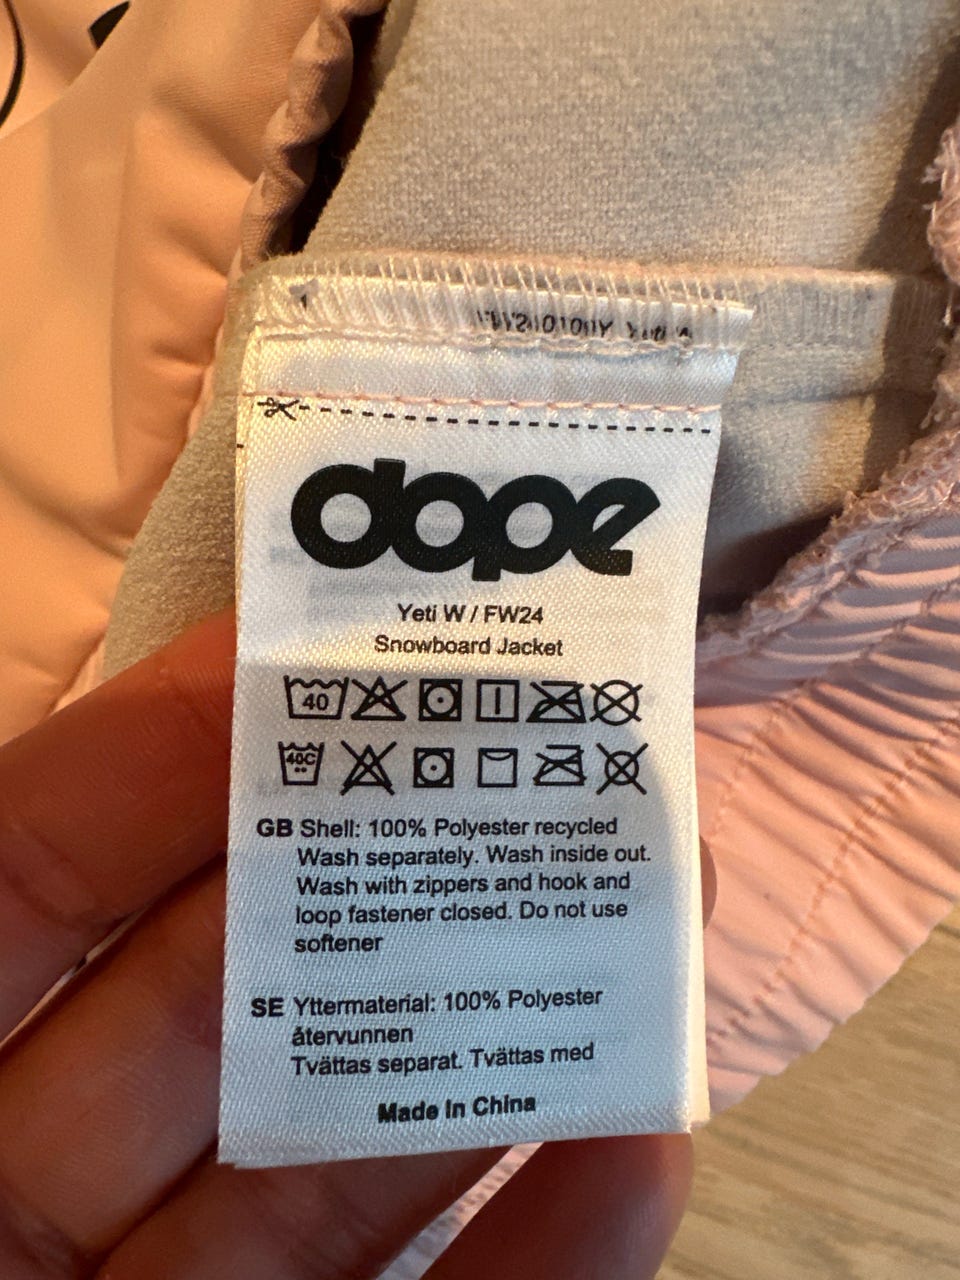 dope
Yeti W / FW24
Snowboard Jacket
40
40C
GB Shell: 100% Polyester recycled
Wash separately. Wash inside out.
Wash with zippers and hook and
loop fastener closed. Do not use
softener
SE Yttermaterial: 100% Polyester
återvunnen
Tvättas separat. Tvättas med
Made In China